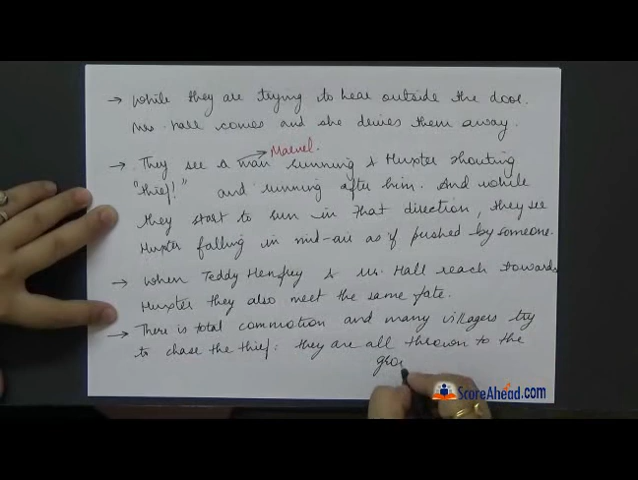 → While they are trying to hear outside the door
Mrs. Hall comes and she drives them away.
Marvel.
→ They see a man running & Huxter shouting
"thief!" and running after him. And while
they start to run in that direction, they see
Huxter falling in mid-air as if pushed by someone.
→ When Teddy Henfrey & Mr. Hall reach towards
Huxter they also meet the same fate.
→ There is total commotion and many villagers try
to chase the thief: they are all thrown to the
grou
ScoreAhead.com